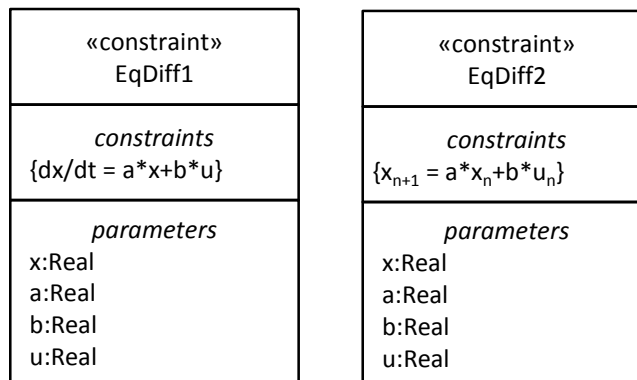 «constraint»
EqDiff1
constraints
{dx/dt = a*x+b*u}
parameters
x:Real
a:Real
b:Real
u:Real
«constraint»
EqDiff2
constraints
{xₙ₊₁ = a*xₙ+b*uₙ}
parameters
x:Real
a:Real
b:Real
u:Real